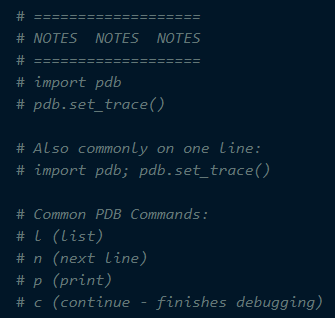 # ===================
# NOTES  NOTES  NOTES
# ===================
# import pdb
# pdb.set_trace()

# Also commonly on one line:
# import pdb; pdb.set_trace()

# Common PDB Commands:
# l (list)
# n (next line)
# p (print)
# c (continue - finishes debugging)